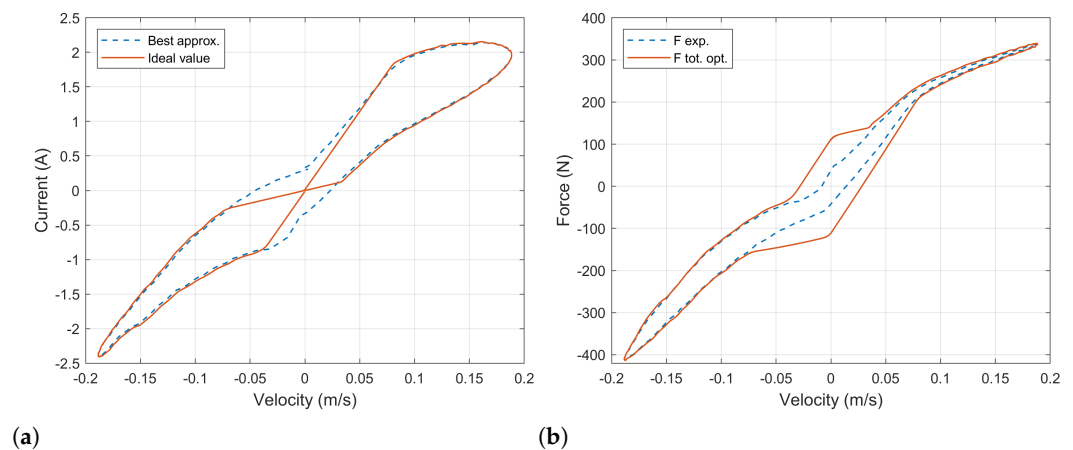 2.5
2
1.5
1
0.5
0
-0.5
-1
-1.5
-2
-2.5
Current (A)
Best approx.
Ideal value
-0.2 -0.15 -0.1 -0.05 0 0.05 0.1 0.15 0.2
Velocity (m/s)
(a)
400
300
200
100
0
-100
-200
-300
-400
Force (N)
F exp.
F tot. opt.
-0.2 -0.15 -0.1 -0.05 0 0.05 0.1 0.15 0.2
Velocity (m/s)
(b)